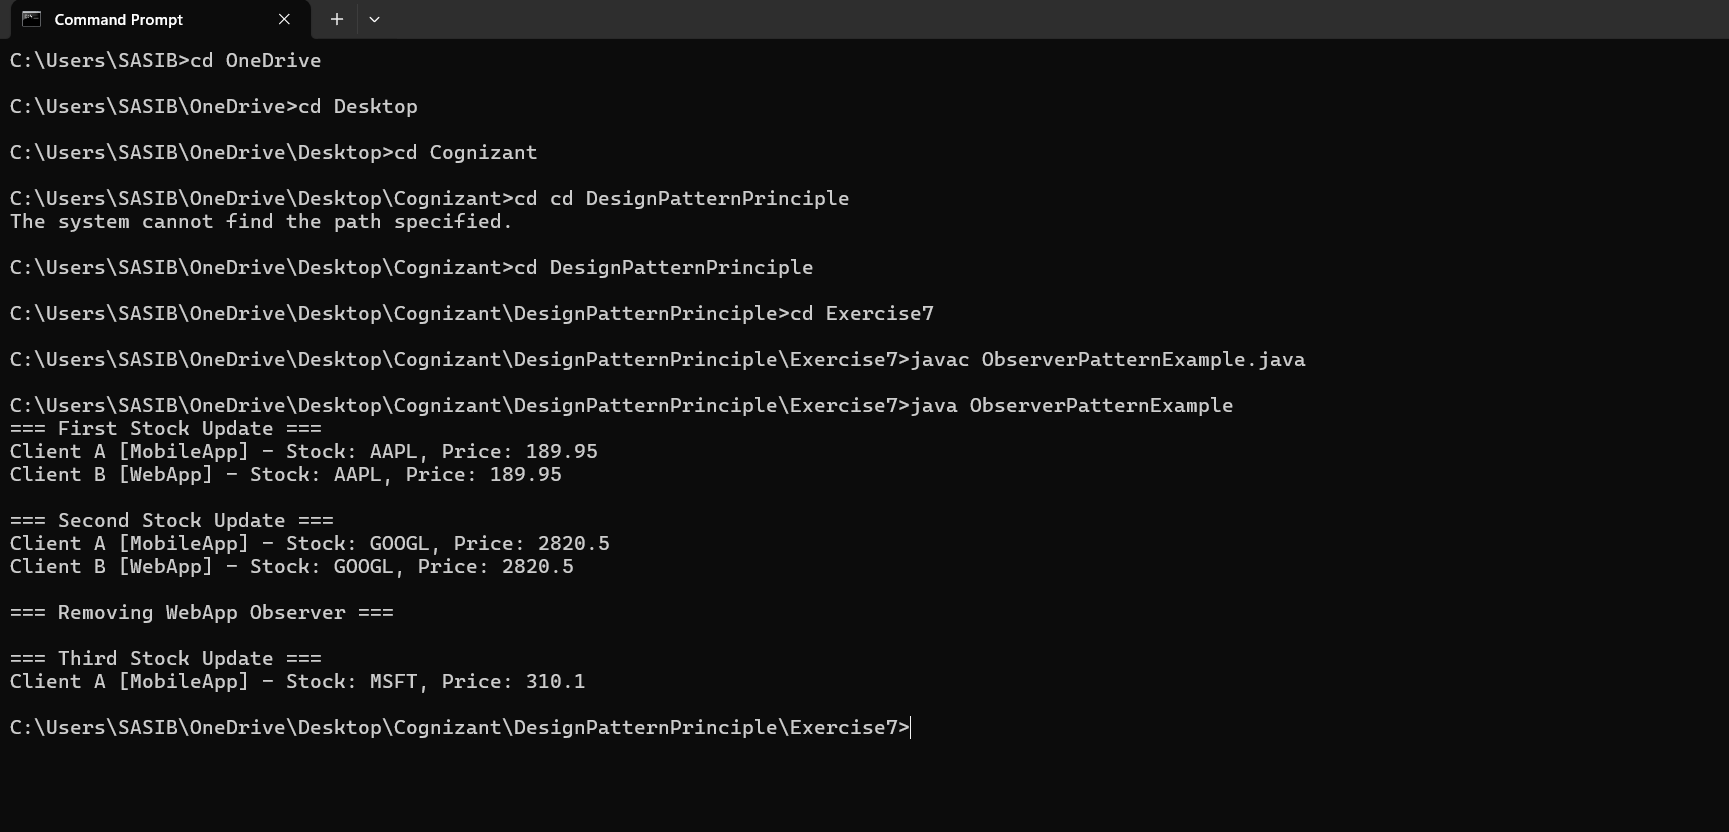 Command Prompt
C:\Users\SASIB>cd OneDrive
C:\Users\SASIB\OneDrive>cd Desktop
C:\Users\SASIB\OneDrive\Desktop>cd Cognizant
C:\Users\SASIB\OneDrive\Desktop\Cognizant>cd cd DesignPatternPrinciple
The system cannot find the path specified.
C:\Users\SASIB\OneDrive\Desktop\Cognizant>cd DesignPatternPrinciple
C:\Users\SASIB\OneDrive\Desktop\Cognizant\DesignPatternPrinciple>cd Exercise7
C:\Users\SASIB\OneDrive\Desktop\Cognizant\DesignPatternPrinciple\Exercise7>javac ObserverPatternExample.java
C:\Users\SASIB\OneDrive\Desktop\Cognizant\DesignPatternPrinciple\Exercise7>java ObserverPatternExample
=== First Stock Update ===
Client A [MobileApp] - Stock: AAPL, Price: 189.95
Client B [WebApp] - Stock: AAPL, Price: 189.95
=== Second Stock Update ===
Client A [MobileApp] - Stock: GOOGL, Price: 2820.5
Client B [WebApp] - Stock: GOOGL, Price: 2820.5
=== Removing WebApp Observer ===
=== Third Stock Update ===
Client A [MobileApp] - Stock: MSFT, Price: 310.1
C:\Users\SASIB\OneDrive\Desktop\Cognizant\DesignPatternPrinciple\Exercise7>